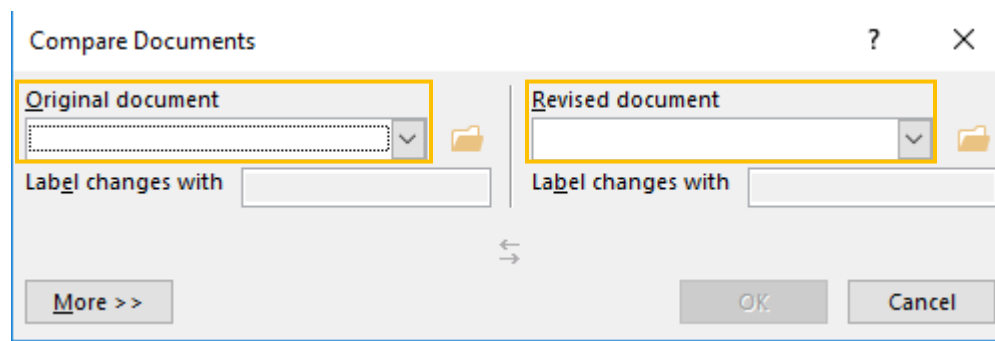 Compare Documents ?
Original document
Revised document
Label changes with
Label changes with
More >>
OK
Cancel